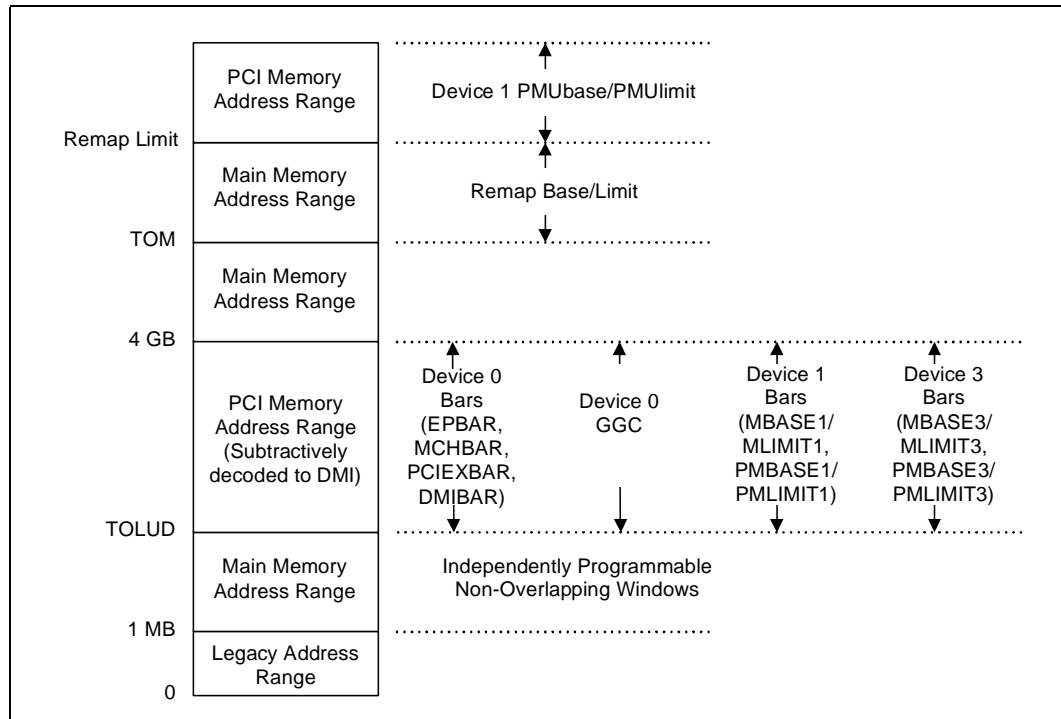 PCI Memory
Address Range
Device 1 PMUbase/PMUlimit
Remap Limit
Main Memory
Address Range
Remap Base/Limit
TOM
Main Memory
Address Range
4 GB
PCI Memory
Address Range
(Subtractively
decoded to DMI)
Device 0
Bars
(EPBAR,
MCHBAR,
PCIEXBAR,
DMIBAR)
Device 0
GGC
Device 1
Bars
(MBASE1/
MLIMIT1,
PMBASE1/
PMLIMIT1)
Device 3
Bars
(MBASE3/
MLIMIT3,
PMBASE3/
PMLIMIT3)
TOLUD
Main Memory
Address Range
Independently Programmable
Non-Overlapping Windows
1 MB
Legacy Address
Range
0